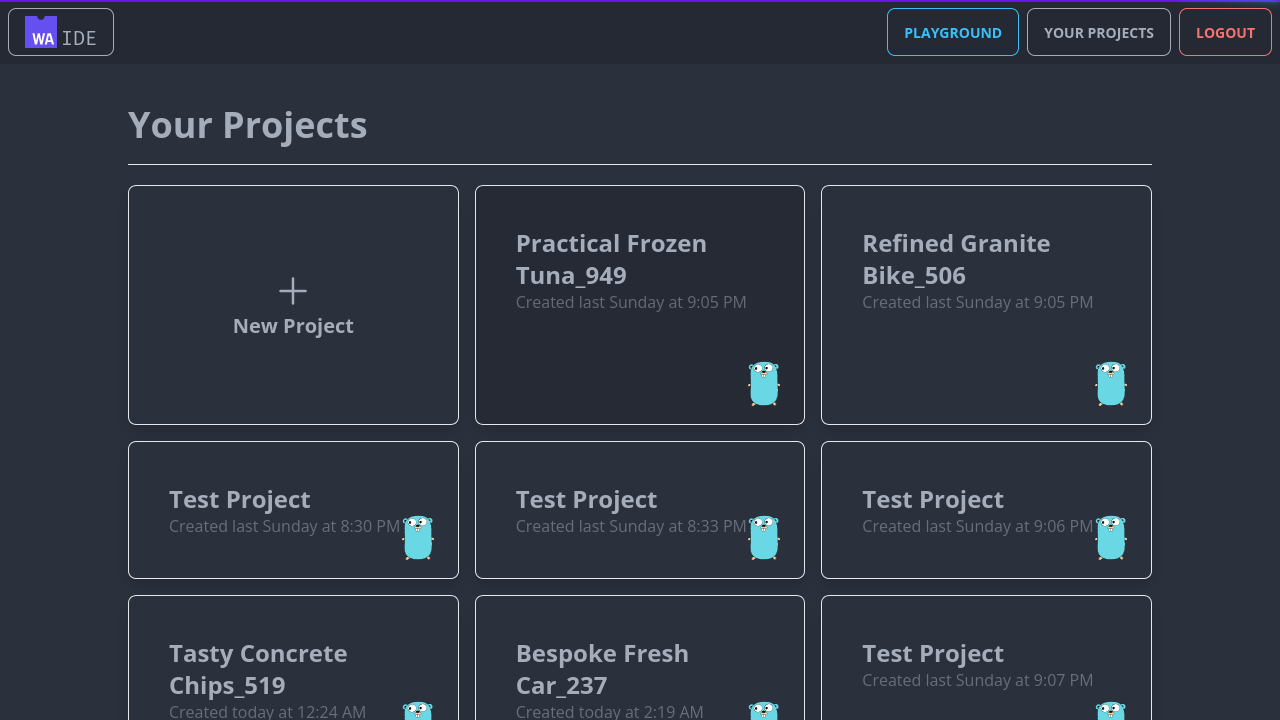 WA IDE
PLAYGROUND
YOUR PROJECTS
LOGOUT
Your Projects
New Project
Practical Frozen
Tuna_949
Created last Sunday at 9:05 PM
Refined Granite
Bike_506
Created last Sunday at 9:05 PM
Test Project
Created last Sunday at 8:30 PM
Test Project
Created last Sunday at 8:33 PM
Test Project
Created last Sunday at 9:06 PM
Tasty Concrete
Chips_519
Created today at 12:24 AM
Bespoke Fresh
Car_237
Created today at 2:19 AM
Test Project
Created last Sunday at 9:07 PM